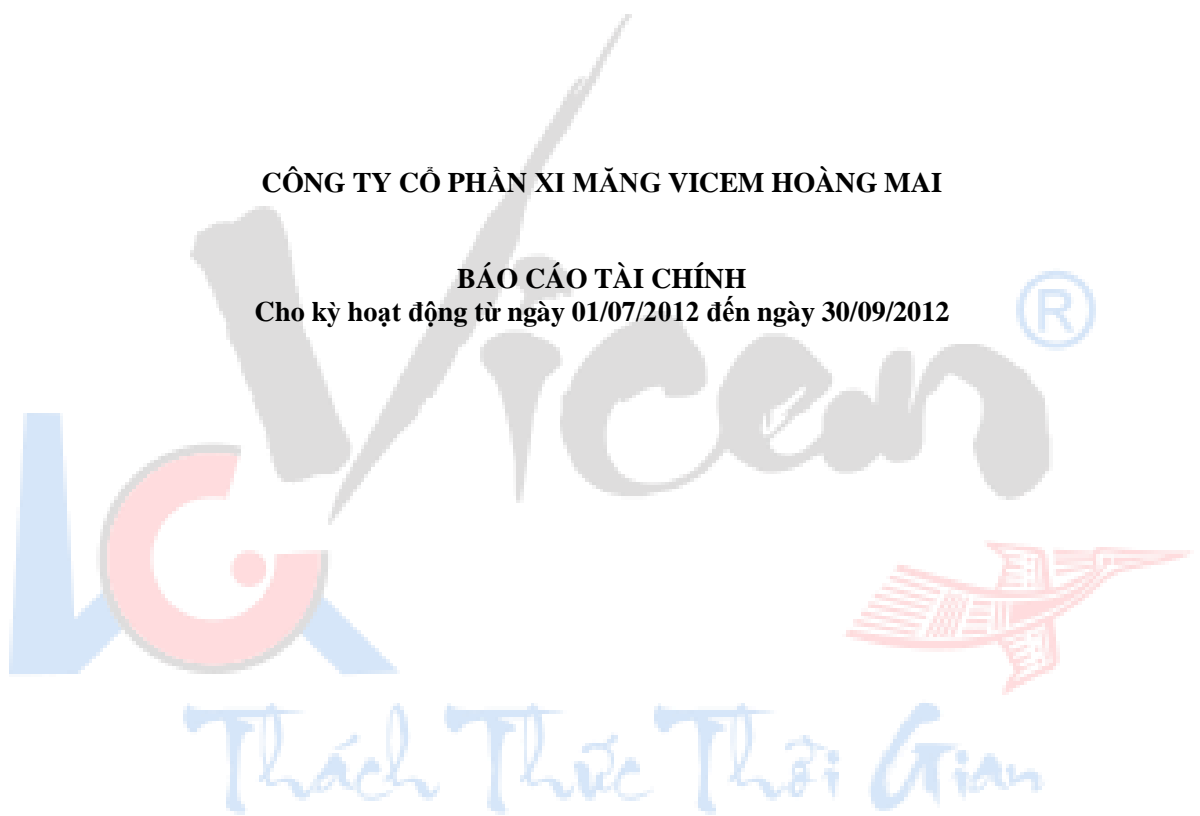 CÔNG TY CỔ PHẦN XI MĂNG VICEM HOÀNG MAI
BÁO CÁO TÀI CHÍNH
Cho kỳ hoạt động từ ngày 01/07/2012 đến ngày 30/09/2012
®
Vicem
Thách Thức Thời Gian